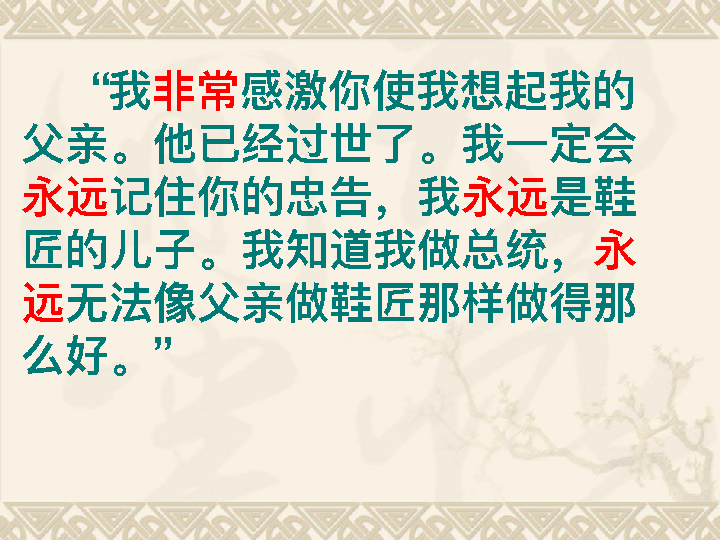 “我非常感激你使我想起我的
父亲。他已经过世了。我一定会
永远记住你的忠告，我永远是鞋
匠的儿子。我知道我做总统，永
远无法像父亲做鞋匠那样做得那
么好。”